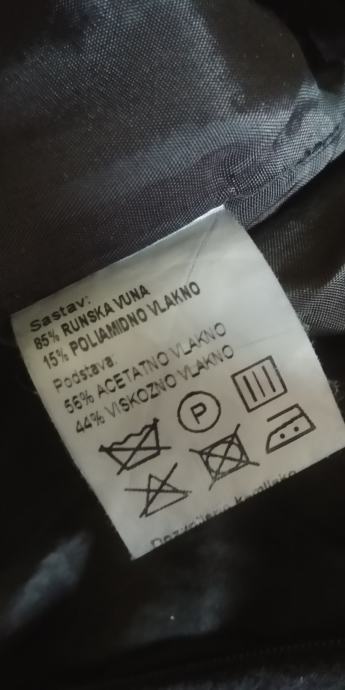 Sastav:
85% RUNSKA VUNA
15% POLIAMIDNO VLAKNO
Podstava:
56% ACETATNO VLAKNO
44% VISKOZNO VLAKNO
P